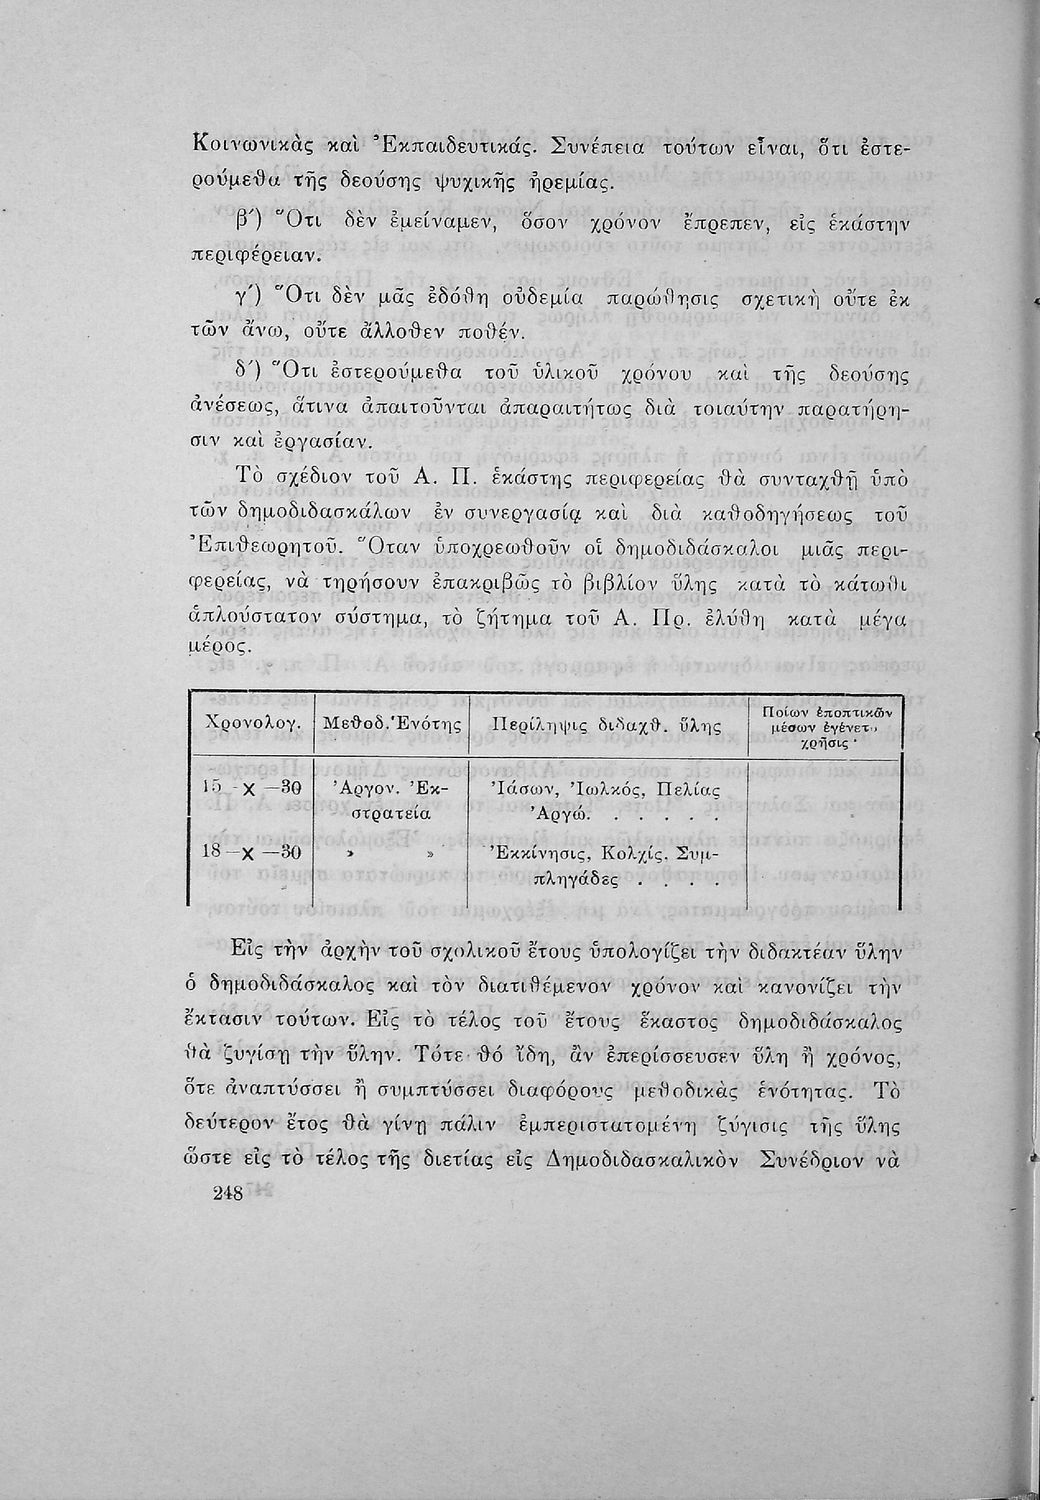 Κοινωνικὰς καὶ Ἐκπαιδευτικάς. Συνέπεια τούτων εἶναι, ὅτι ἐστε-
ρούμεθα τῆς δεούσης ψυχικῆς ἠρεμίας.
β´) Ὅτι δὲν ἐμείναμεν, ὅσον χρόνον ἔπρεπεν, εἰς ἑκάστην
περιφέρειαν.
γ´) Ὅτι δὲν μᾶς ἐδόθη οὐδεμία παρώθησις σχετικὴ οὔτε ἐκ
τῶν ἄνω, οὔτε ἄλλοθεν ποθέν.
δ´) Ὅτι ἐστερούμεθα τοῦ ὑλικοῦ χρόνου καὶ τῆς δεούσης
ἀνέσεως, ἅτινα ἀπαιτοῦνται ἀπαραιτήτως διὰ τοιαύτην παρατήρη-
σιν καὶ ἐργασίαν.
Τὸ σχέδιον τοῦ Α. Π. ἑκάστης περιφερείας θὰ συνταχθῇ ὑπὸ
τῶν δημοδιδασκάλων ἐν συνεργασίᾳ καὶ διὰ καθοδηγήσεως τοῦ
Ἐπιθεωρητοῦ. Ὅταν ὑποχρεωθοῦν οἱ δημοδιδάσκαλοι μιᾶς περι-
φερείας, νὰ τηρήσουν ἐπακριβῶς τὸ βιβλίον ὕλης κατὰ τὸ κάτωθι
ἁπλούστατον σύστημα, τὸ ζήτημα τοῦ Α. Πρ. ἐλύθη κατὰ μέγα
μέρος.
Χρονολογ. Μεθοδ. Ἑνότης Περίληψις διδαχθ. ὕλης Ποίων ἐποπτικῶν
μέσων ἐγένετο
χρῆσις
15 - X — 30 Ἀργον. Ἐκ- Ἰάσων, Ἰωλκός, Πελίας
στρατεία Ἀργώ. . . . . .
18 — X — 30 » » Ἐκκίνησις, Κολχίς. Συμ-
πληγάδες . . . .
Εἰς τὴν ἀρχὴν τοῦ σχολικοῦ ἔτους ὑπολογίζει τὴν διδακτέαν ὕλην
ὁ δημοδιδάσκαλος καὶ τὸν διατιθέμενον χρόνον καὶ κανονίζει τὴν
ἔκτασιν τούτων. Εἰς τὸ τέλος τοῦ ἔτους ἕκαστος δημοδιδάσκαλος
θὰ ζυγίσῃ τὴν ὕλην. Τότε θὸ ἴδη, ἂν ἐπερίσσευσεν ὕλη ἢ χρόνος,
ὅτε ἀναπτύσσει ἢ συμπτύσσει διαφόρους μεθοδικὰς ἑνότητας. Τὸ
δεύτερον ἔτος θὰ γίνῃ πάλιν ἐμπεριστατομένη ζύγισις τῆς ὕλης
ὥστε εἰς τὸ τέλος τῆς διετίας εἰς Δημοδιδασκαλικὸν Συνέδριον νὰ
248